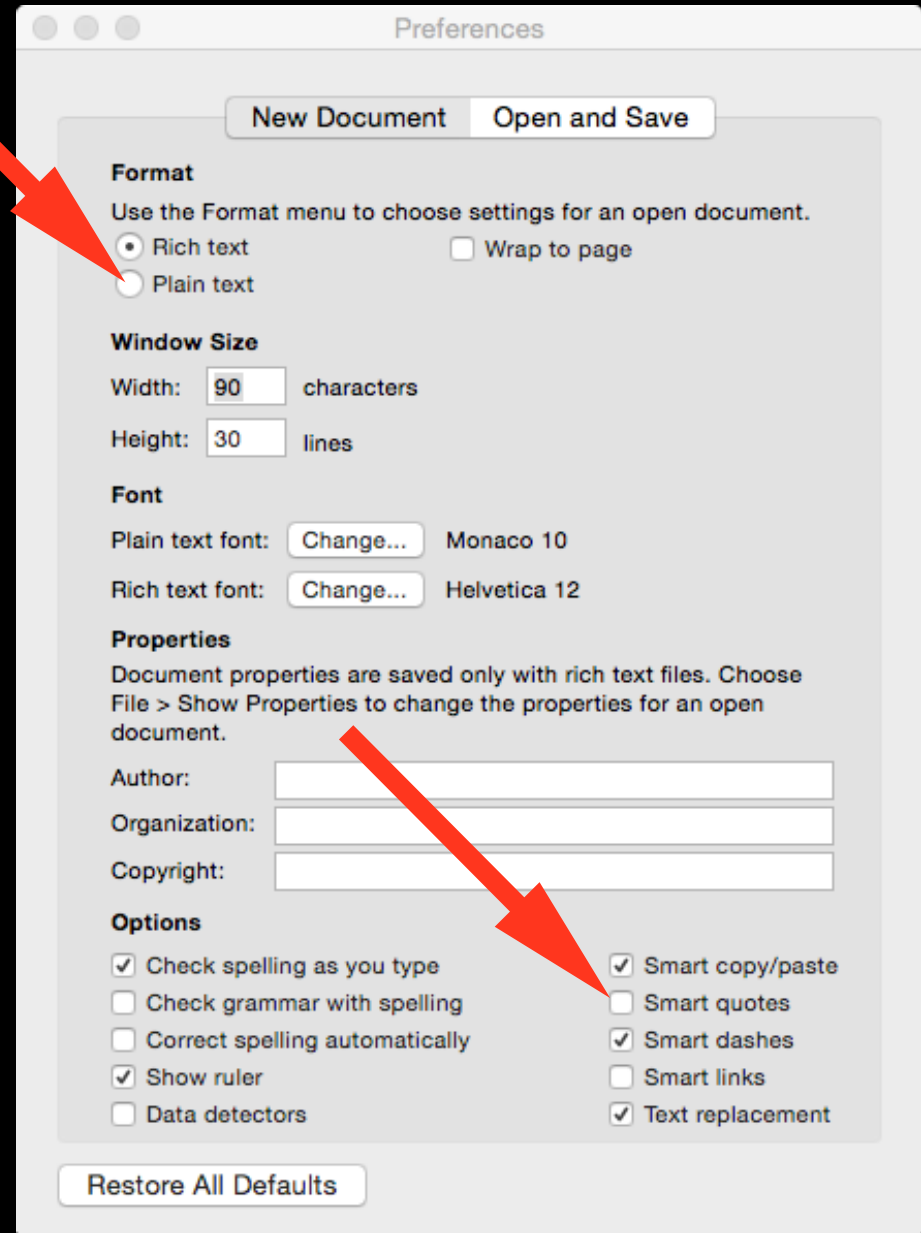 Preferences
New Document Open and Save
Format
Use the Format menu to choose settings for an open document.
Rich text Wrap to page
Plain text
Window Size
Width: 90 characters
Height: 30 lines
Font
Plain text font: Change... Monaco 10
Rich text font: Change... Helvetica 12
Properties
Document properties are saved only with rich text files. Choose
File > Show Properties to change the properties for an open
document.
Author:
Organization:
Copyright:
Options
Check spelling as you type Smart copy/paste
Check grammar with spelling Smart quotes
Correct spelling automatically Smart dashes
Show ruler Smart links
Data detectors Text replacement
Restore All Defaults